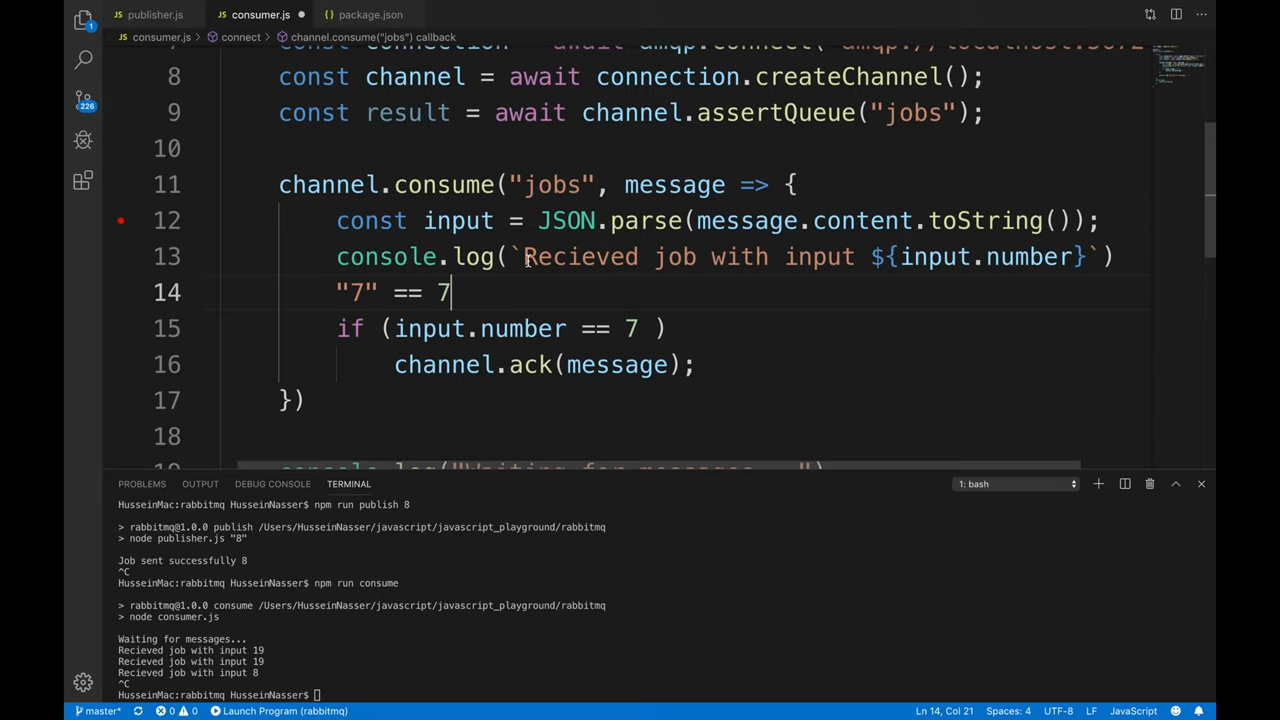 publisher.js
consumer.js
package.json
consumer.js > connect > channel.consume("jobs") callback
8 const channel = await connection.createChannel();
9 const result = await channel.assertQueue("jobs");
10
11 channel.consume("jobs", message => {
12 const input = JSON.parse(message.content.toString());
13 console.log(`Recieved job with input ${input.number}`)
14 "7" == 7
15 if (input.number == 7 )
16 channel.ack(message);
17 })
18
1
226
PROBLEMS OUTPUT DEBUG CONSOLE TERMINAL 1: bash
HusseinMac:rabbitmq HusseinNasser$ npm run publish 8
> rabbitmq@1.0.0 publish /Users/HusseinNasser/javascript/javascript_playground/rabbitmq
> node publisher.js "8"
Job sent successfully 8
^C
HusseinMac:rabbitmq HusseinNasser$ npm run consume
> rabbitmq@1.0.0 consume /Users/HusseinNasser/javascript/javascript_playground/rabbitmq
> node consumer.js
Waiting for messages...
Recieved job with input 19
Recieved job with input 19
Recieved job with input 8
^C
HusseinMac:rabbitmq HusseinNasser$
master* 0 0 Launch Program (rabbitmq) Ln 14, Col 21 Spaces: 4 UTF-8 LF JavaScript